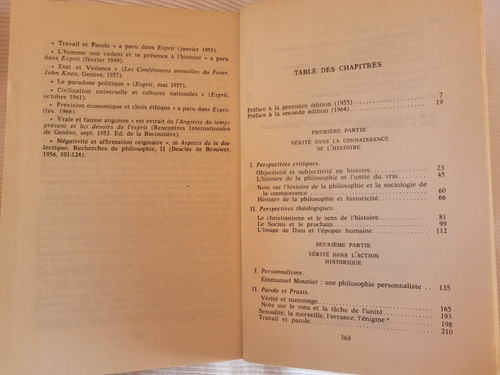 « Travail et Parole » a paru dans Esprit (janvier 1953).
« L'homme non violent et sa présence à l'histoire » a paru
dans Esprit (février 1949).
« Etat et Violence » (Les Conférences annuelles du Foyer,
John Knox, Genève, 1957).
« Le paradoxe politique » (Esprit, mai 1957).
« Civilisation universelle et cultures nationales » (Esprit,
octobre 1961).
« Prévision économique et choix éthique » a paru dans Esprit
(fév. 1966).
« Vraie et fausse angoisse » est extrait de l'Angoisse du temps
présent et les devoirs de l'esprit (Rencontres Internationales
de Genève, sept. 1953. Ed. de la Baconnière).
« Négativité et affirmation originaire », in Aspects de la dia-
lectique, Recherches de philosophie, II (Desclée de Brouwer,
1956, 101-124).
TABLE DES CHAPITRES
Préface à la première édition (1955) 7
Préface à la seconde édition (1964) 19
PREMIÈRE PARTIE
VÉRITÉ DANS LA CONNAISSANCE
DE L'HISTOIRE
I. Perspectives critiques.
Objectivité et subjectivité en histoire 23
L'histoire de la philosophie et l'unité du vrai 45
Note sur l'histoire de la philosophie et la sociologie de
la connaissance 60
Histoire de la philosophie et historicité 66
II. Perspectives théologiques.
Le christianisme et le sens de l'histoire 81
Le Socius et le prochain 99
L'image de Dieu et l'épopée humaine 112
DEUXIÈME PARTIE
VÉRITÉ DANS L'ACTION
HISTORIQUE
I. Personnalisme.
Emmanuel Mounier : une philosophie personnaliste 135
II. Parole et Praxis.
Vérité et mensonge 165
Note sur le vœu et la tâche de l'unité 193
Sexualité, la merveille, l'errance, l'énigme 198
Travail et parole 210
363